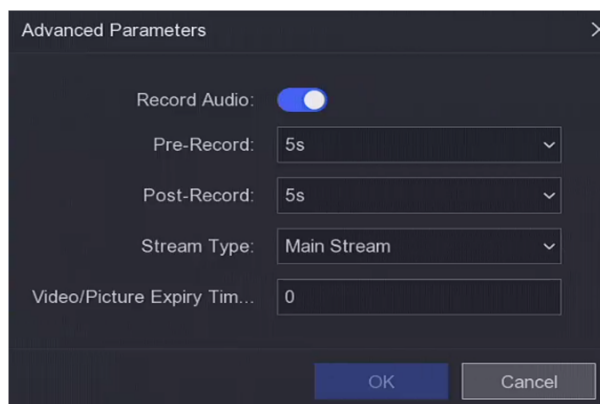 Advanced Parameters
Record Audio:
Pre-Record: 5s
Post-Record: 5s
Stream Type: Main Stream
Video/Picture Expiry Tim... 0
OK Cancel